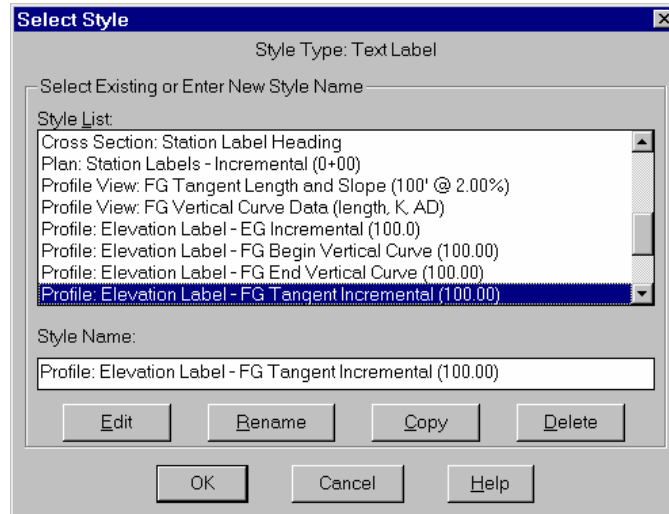 Select Style
Style Type: Text Label
Select Existing or Enter New Style Name
Style List:
Cross Section: Station Label Heading
Plan: Station Labels - Incremental (0+00)
Profile View: FG Tangent Length and Slope (100' @ 2.00%)
Profile View: FG Vertical Curve Data (length, K, AD)
Profile: Elevation Label - EG Incremental (100.0)
Profile: Elevation Label - FG Begin Vertical Curve (100.00)
Profile: Elevation Label - FG End Vertical Curve (100.00)
Profile: Elevation Label - FG Tangent Incremental (100.00)
Style Name:
Profile: Elevation Label - FG Tangent Incremental (100.00)
Edit Rename Copy Delete
OK Cancel Help